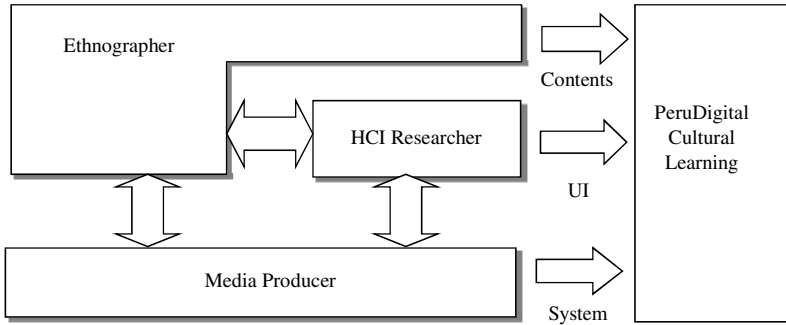 Ethnographer
Contents
HCI Researcher
PeruDigital
Cultural
Learning
UI
Media Producer
System